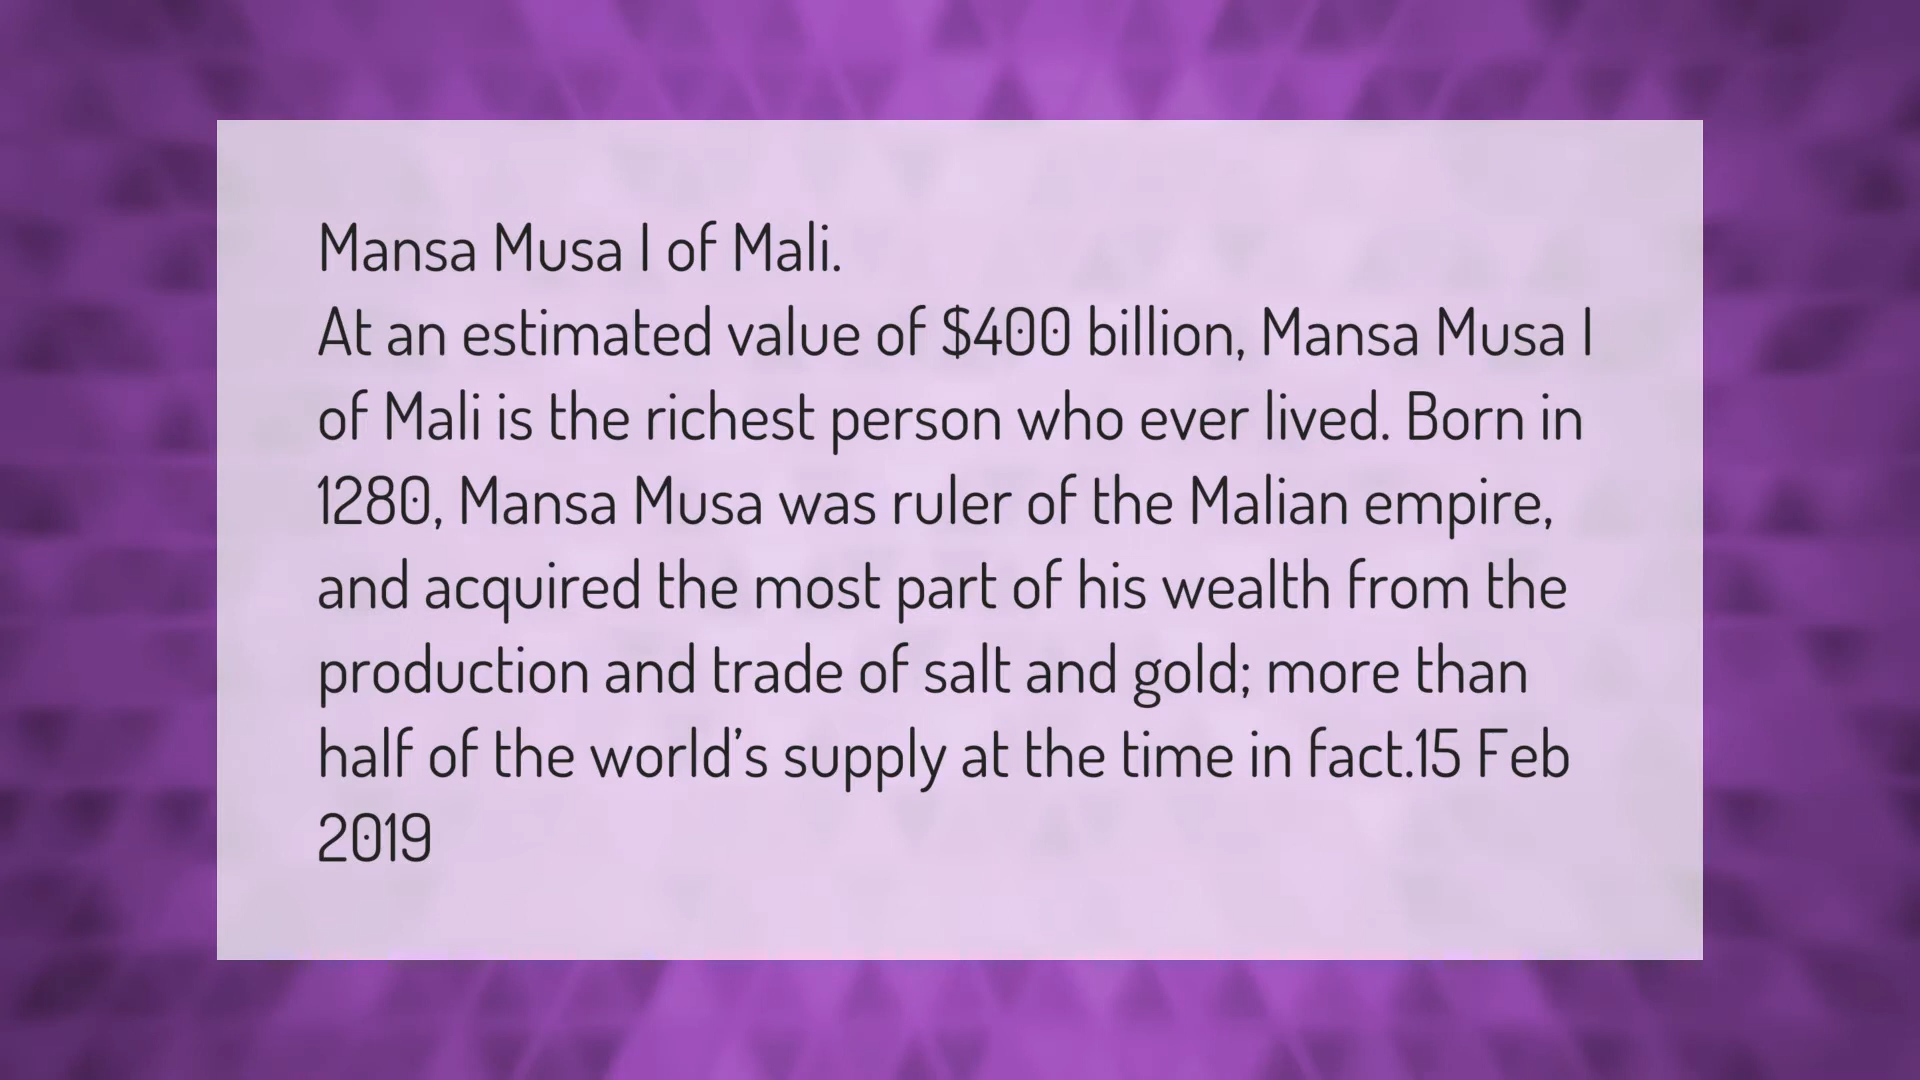 Mansa Musa I of Mali.
At an estimated value of $400 billion, Mansa Musa I
of Mali is the richest person who ever lived. Born in
1280, Mansa Musa was ruler of the Malian empire,
and acquired the most part of his wealth from the
production and trade of salt and gold; more than
half of the world’s supply at the time in fact.15 Feb
2019